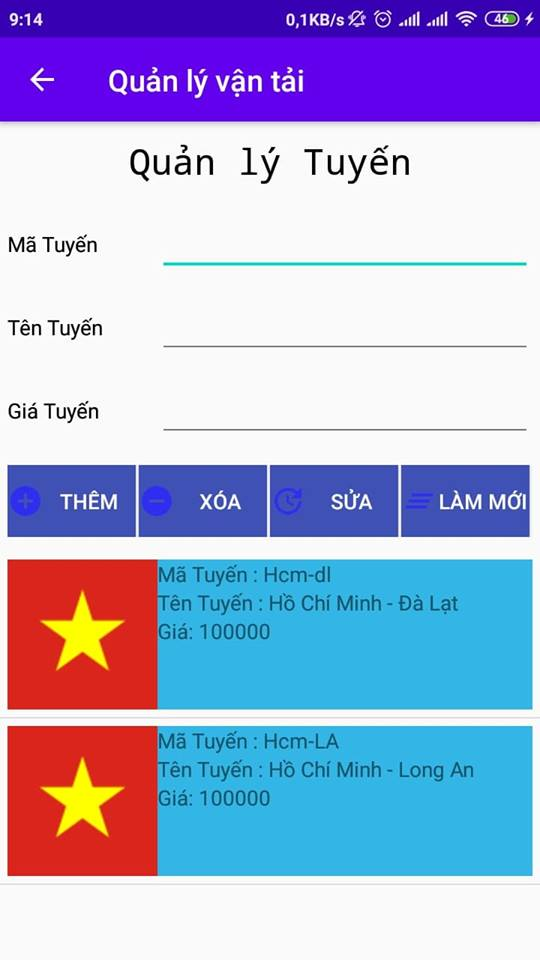 9:14 0,1KB/s 46
Quản lý vận tải
Quản lý Tuyến
Mã Tuyến
Tên Tuyến
Giá Tuyến
THÊM XÓA SỬA LÀM MỚI
Mã Tuyến : Hcm-dl
Tên Tuyến : Hồ Chí Minh - Đà Lạt
Giá: 100000
Mã Tuyến : Hcm-LA
Tên Tuyến : Hồ Chí Minh - Long An
Giá: 100000